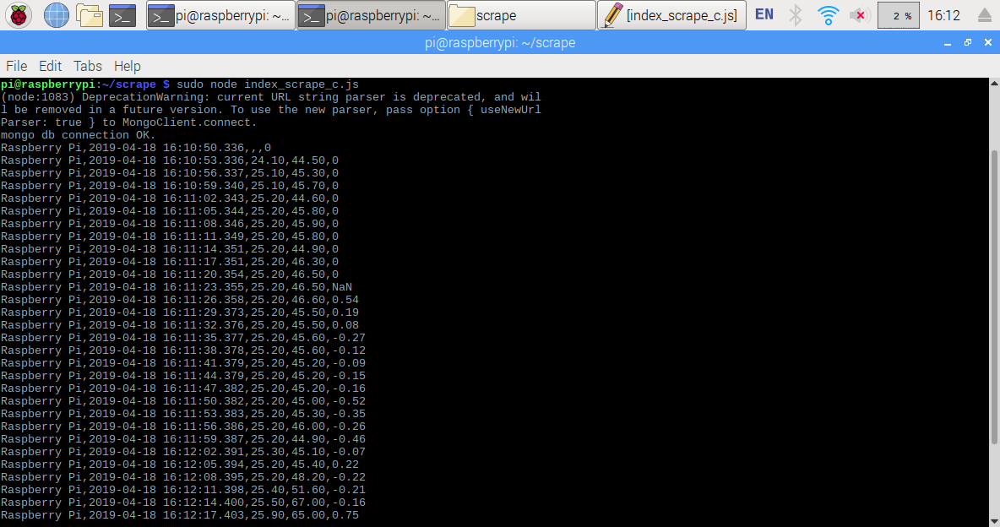 pi@raspberrypi: ~... pi@raspberrypi: ~... scrape [index_scrape_c.js] EN 2 % 16:12
pi@raspberrypi: ~/scrape
File Edit Tabs Help
pi@raspberrypi:~/scrape $ sudo node index_scrape_c.js
(node:1083) DeprecationWarning: current URL string parser is deprecated, and wil
l be removed in a future version. To use the new parser, pass option { useNewUrl
Parser: true } to MongoClient.connect.
mongo db connection OK.
Raspberry Pi,2019-04-18 16:10:50.336,,,0
Raspberry Pi,2019-04-18 16:10:53.336,24.10,44.50,0
Raspberry Pi,2019-04-18 16:10:56.337,25.10,45.30,0
Raspberry Pi,2019-04-18 16:10:59.340,25.10,45.70,0
Raspberry Pi,2019-04-18 16:11:02.343,25.20,44.60,0
Raspberry Pi,2019-04-18 16:11:05.344,25.20,45.80,0
Raspberry Pi,2019-04-18 16:11:08.346,25.20,45.90,0
Raspberry Pi,2019-04-18 16:11:11.349,25.20,45.80,0
Raspberry Pi,2019-04-18 16:11:14.351,25.20,44.90,0
Raspberry Pi,2019-04-18 16:11:17.351,25.20,46.30,0
Raspberry Pi,2019-04-18 16:11:20.354,25.20,46.50,0
Raspberry Pi,2019-04-18 16:11:23.355,25.20,46.50,NaN
Raspberry Pi,2019-04-18 16:11:26.358,25.20,46.60,0.54
Raspberry Pi,2019-04-18 16:11:29.373,25.20,45.50,0.19
Raspberry Pi,2019-04-18 16:11:32.376,25.20,45.50,0.08
Raspberry Pi,2019-04-18 16:11:35.377,25.20,45.60,-0.27
Raspberry Pi,2019-04-18 16:11:38.378,25.20,45.60,-0.12
Raspberry Pi,2019-04-18 16:11:41.379,25.20,45.20,-0.09
Raspberry Pi,2019-04-18 16:11:44.379,25.20,45.20,-0.15
Raspberry Pi,2019-04-18 16:11:47.382,25.20,45.20,-0.16
Raspberry Pi,2019-04-18 16:11:50.382,25.20,45.00,-0.52
Raspberry Pi,2019-04-18 16:11:53.383,25.20,45.30,-0.35
Raspberry Pi,2019-04-18 16:11:56.386,25.20,46.00,-0.26
Raspberry Pi,2019-04-18 16:11:59.387,25.20,44.90,-0.46
Raspberry Pi,2019-04-18 16:12:02.391,25.30,45.10,-0.07
Raspberry Pi,2019-04-18 16:12:05.394,25.20,45.40,0.22
Raspberry Pi,2019-04-18 16:12:08.395,25.20,48.20,-0.22
Raspberry Pi,2019-04-18 16:12:11.398,25.40,51.60,-0.21
Raspberry Pi,2019-04-18 16:12:14.400,25.50,67.00,-0.16
Raspberry Pi,2019-04-18 16:12:17.403,25.90,65.00,0.75